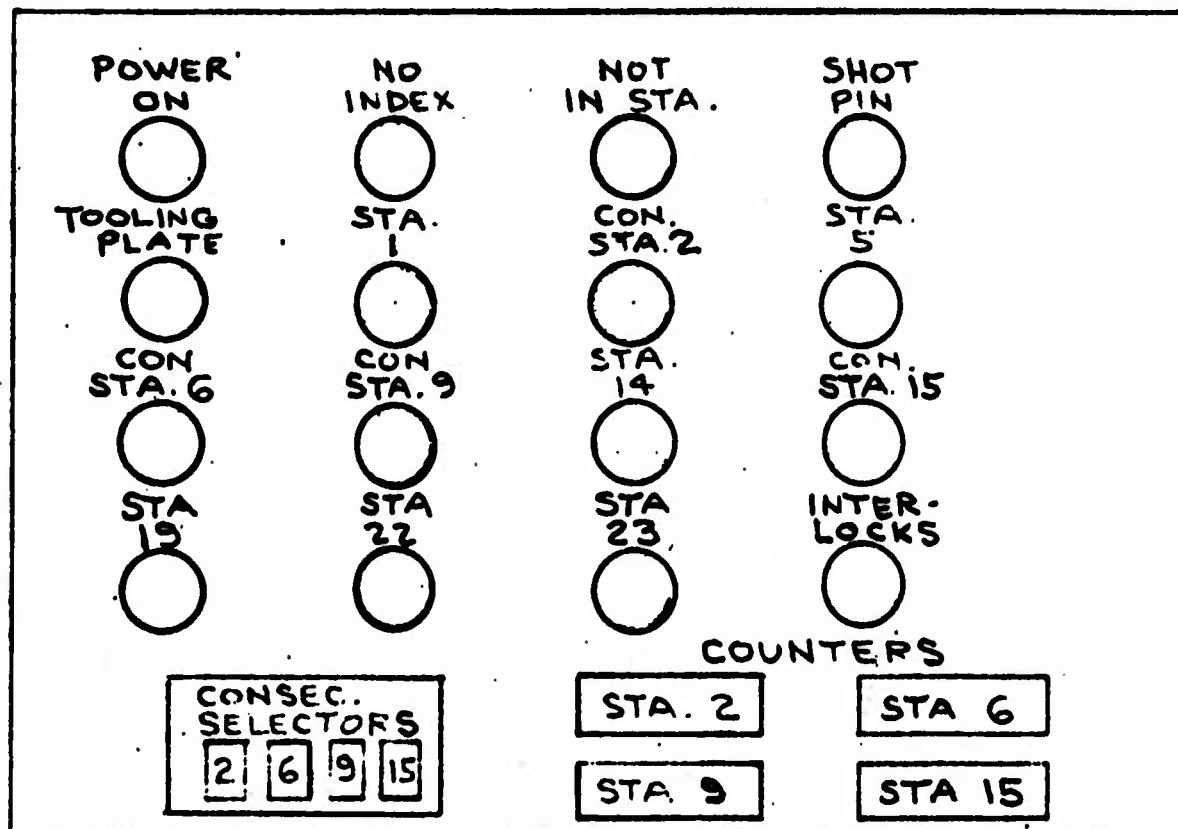 POWER
ON
NO
INDEX
NOT
IN STA.
SHOT
PIN
TOOLING
PLATE
STA.
1
CON.
STA. 2
STA.
5
CON
STA. 6
CON
STA. 9
STA.
14
CON.
STA. 15
STA
19
STA
22
STA
23
INTER-
LOCKS
COUNTERS
CONSEC..
SELECTORS
2 6 9 15
STA. 2
STA 6
STA 9
STA 15